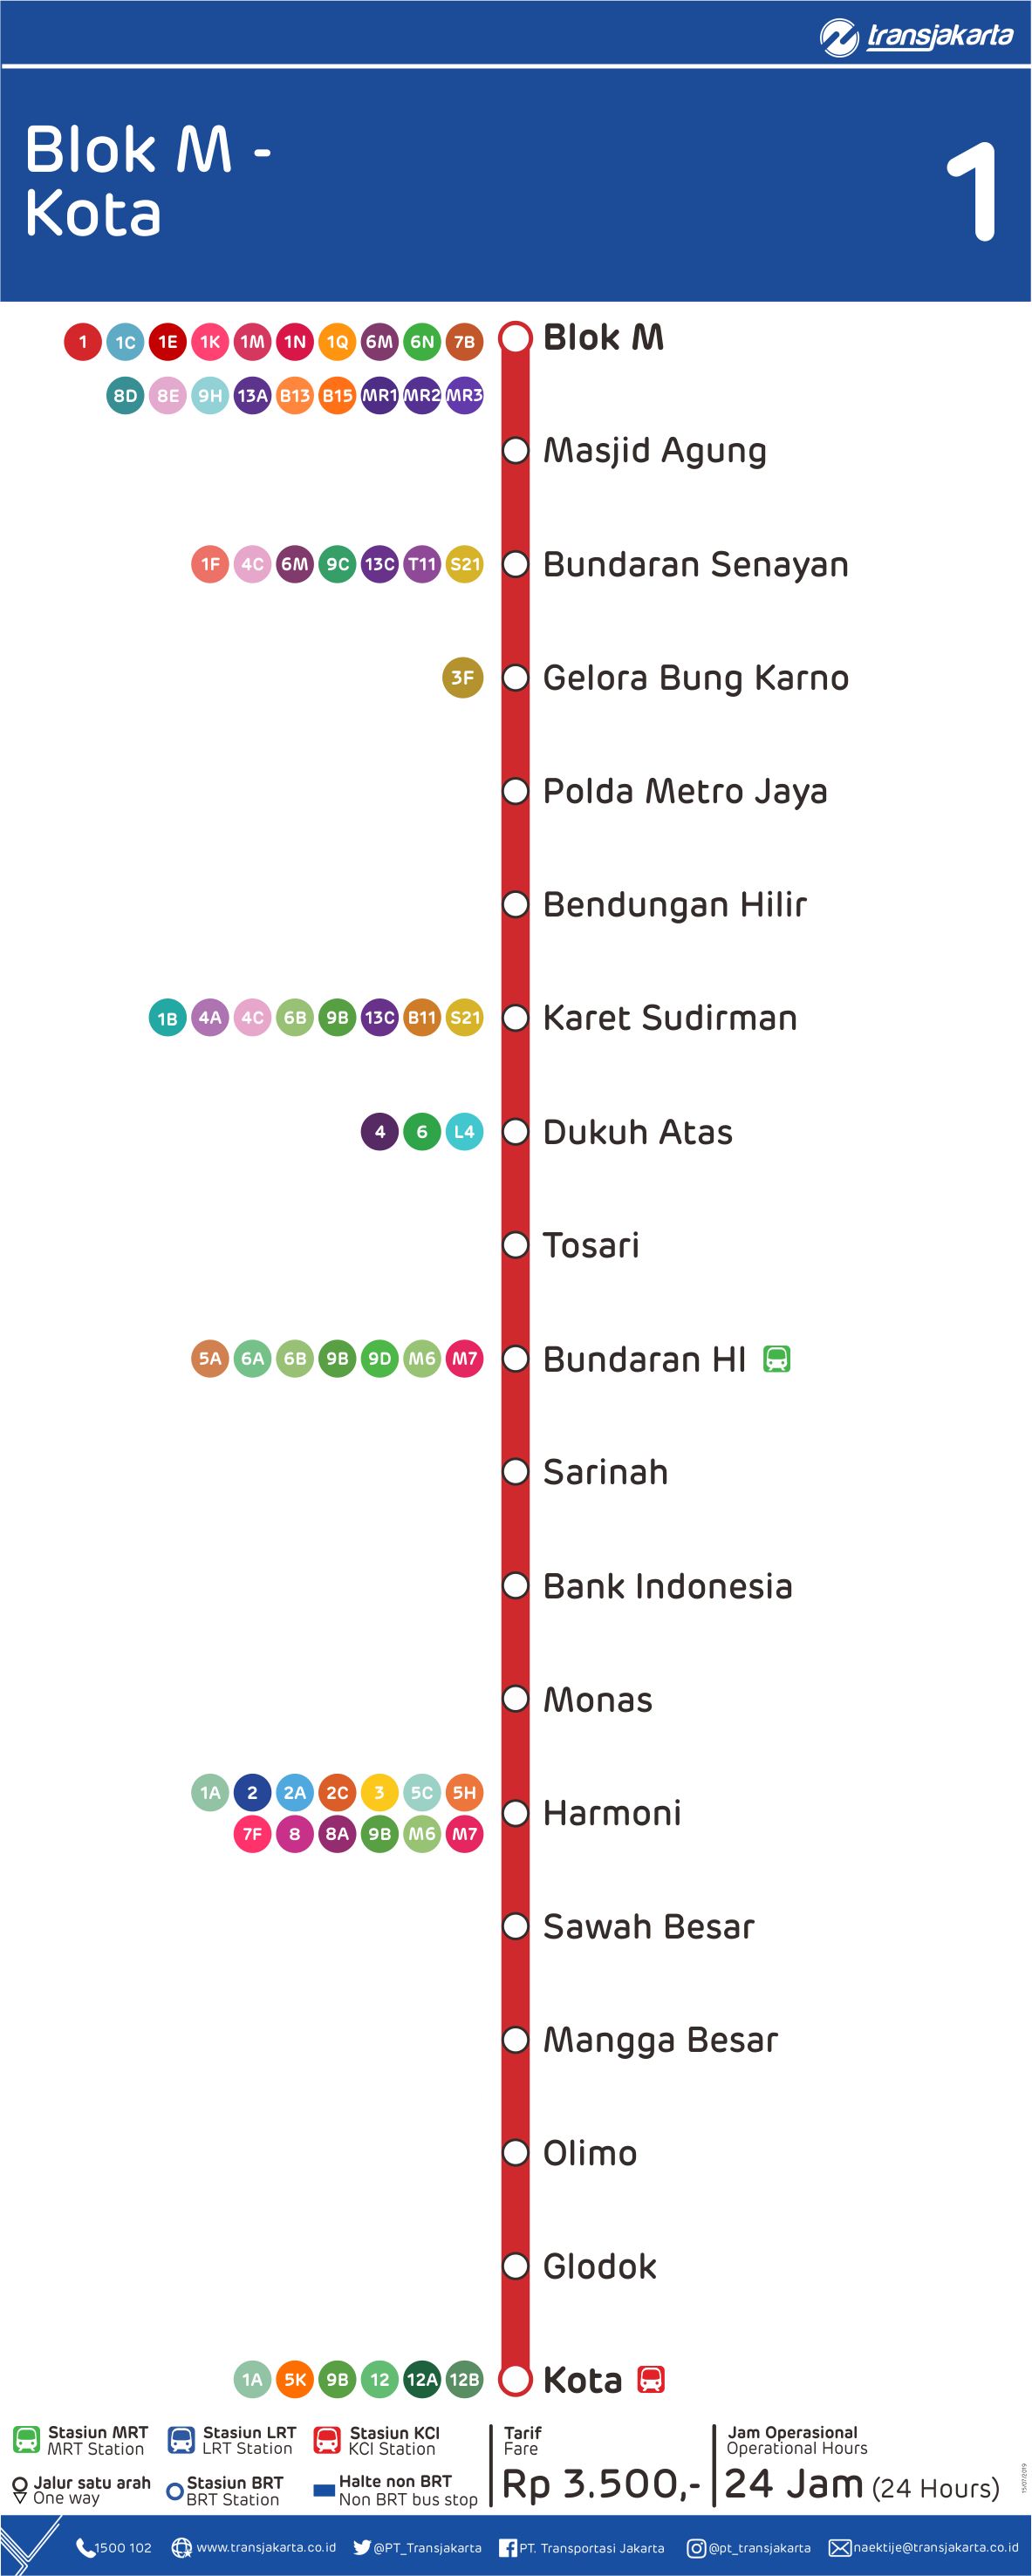 transjakarta
Blok M -
Kota
1
1 1C 1E 1K 1M 1N 1Q 6M 6N 7B Blok M
8D 8E 9H 13A B13 B15 MR1 MR2 MR3
Masjid Agung
1F 4C 6M 9C 13C T11 S21 Bundaran Senayan
3F Gelora Bung Karno
Polda Metro Jaya
Bendungan Hilir
1B 4A 4C 6B 9B 13C B11 S21 Karet Sudirman
4 6 L4 Dukuh Atas
Tosari
5A 6A 6B 9B 9D M6 M7 Bundaran HI
Sarinah
Bank Indonesia
Monas
1A 2 2A 2C 3 5C 5H
Harmoni
7F 8 8A 9B M6 M7
Sawah Besar
Mangga Besar
Olimo
Glodok
1A 5K 9B 12 12A 12B Kota
Stasiun MRT
MRT Station
Stasiun LRT
LRT Station
Stasiun KCI
KCI Station
Jalur satu arah
One way
Stasiun BRT
BRT Station
Halte non BRT
Non BRT bus stop
Tarif
Fare
Rp 3.500,-
Jam Operasional
Operational Hours
24 Jam (24 Hours)
15/07/2019
1500 102 www.transjakarta.co.id @PT_Transjakarta PT. Transportasi Jakarta @pt_transjakarta naektije@transjakarta.co.id